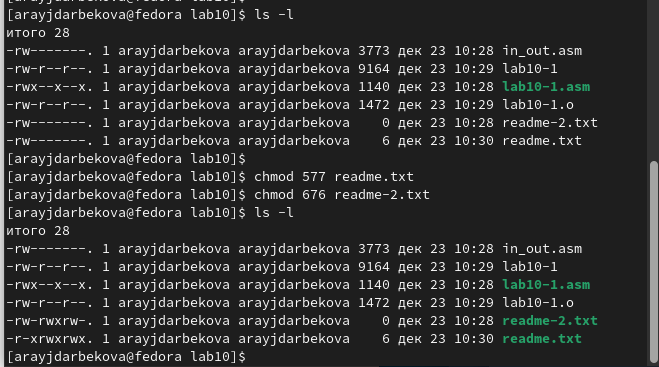 [arayjdarbekova@fedora lab10]$ ls -l
итого 28
-rw-------. 1 arayjdarbekova arayjdarbekova 3773 дек 23 10:28 in_out.asm
-rw-r--r--. 1 arayjdarbekova arayjdarbekova 9164 дек 23 10:29 lab10-1
-rwx--x--x. 1 arayjdarbekova arayjdarbekova 1140 дек 23 10:28 lab10-1.asm
-rw-r--r--. 1 arayjdarbekova arayjdarbekova 1472 дек 23 10:29 lab10-1.o
-rw-------. 1 arayjdarbekova arayjdarbekova    0 дек 23 10:28 readme-2.txt
-rw-------. 1 arayjdarbekova arayjdarbekova    6 дек 23 10:30 readme.txt
[arayjdarbekova@fedora lab10]$
[arayjdarbekova@fedora lab10]$ chmod 577 readme.txt
[arayjdarbekova@fedora lab10]$ chmod 676 readme-2.txt
[arayjdarbekova@fedora lab10]$ ls -l
итого 28
-rw-------. 1 arayjdarbekova arayjdarbekova 3773 дек 23 10:28 in_out.asm
-rw-r--r--. 1 arayjdarbekova arayjdarbekova 9164 дек 23 10:29 lab10-1
-rwx--x--x. 1 arayjdarbekova arayjdarbekova 1140 дек 23 10:28 lab10-1.asm
-rw-r--r--. 1 arayjdarbekova arayjdarbekova 1472 дек 23 10:29 lab10-1.o
-rw-rwxrw-. 1 arayjdarbekova arayjdarbekova    0 дек 23 10:28 readme-2.txt
-r-xrwxrwx. 1 arayjdarbekova arayjdarbekova    6 дек 23 10:30 readme.txt
[arayjdarbekova@fedora lab10]$